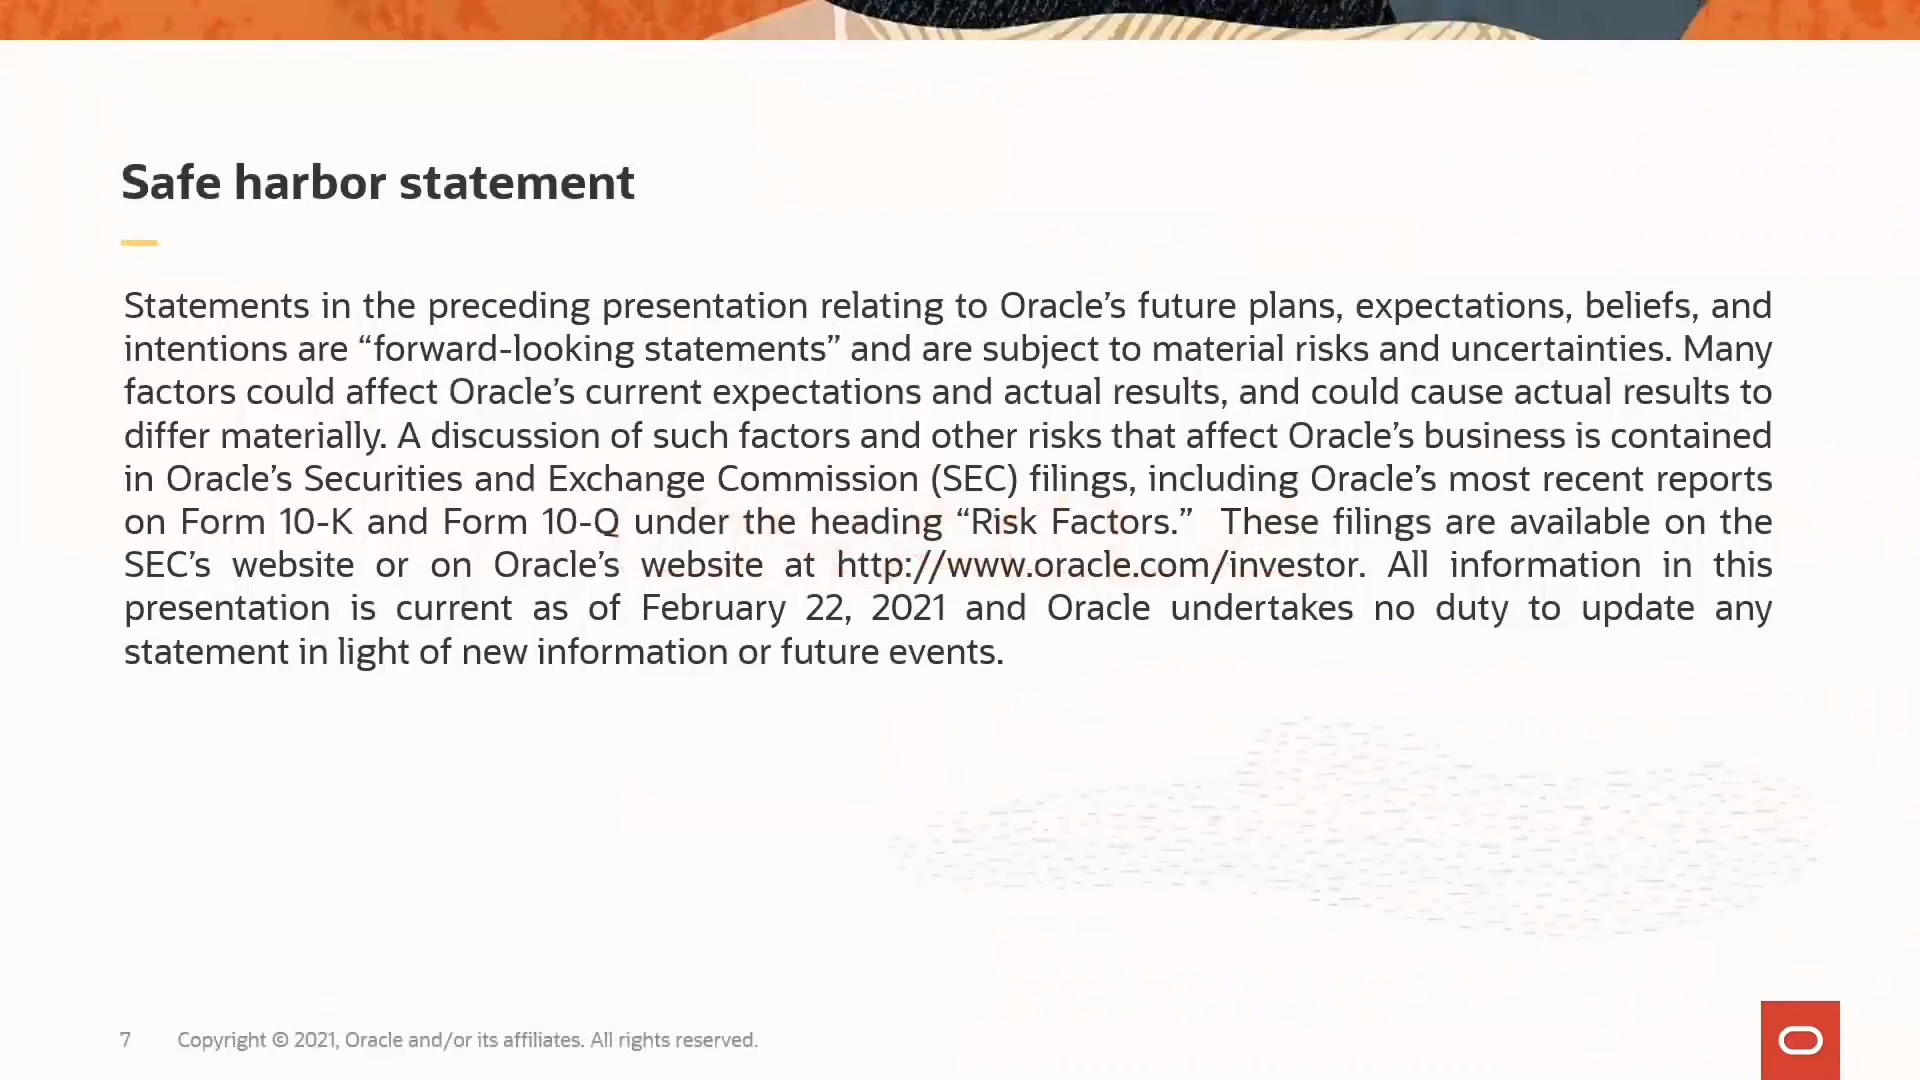 Safe harbor statement
Statements in the preceding presentation relating to Oracle’s future plans, expectations, beliefs, and
intentions are “forward-looking statements” and are subject to material risks and uncertainties. Many
factors could affect Oracle’s current expectations and actual results, and could cause actual results to
differ materially. A discussion of such factors and other risks that affect Oracle’s business is contained
in Oracle’s Securities and Exchange Commission (SEC) filings, including Oracle’s most recent reports
on Form 10-K and Form 10-Q under the heading “Risk Factors.”  These filings are available on the
SEC’s website or on Oracle’s website at http://www.oracle.com/investor. All information in this
presentation is current as of February 22, 2021 and Oracle undertakes no duty to update any
statement in light of new information or future events.
7 Copyright © 2021, Oracle and/or its affiliates. All rights reserved.